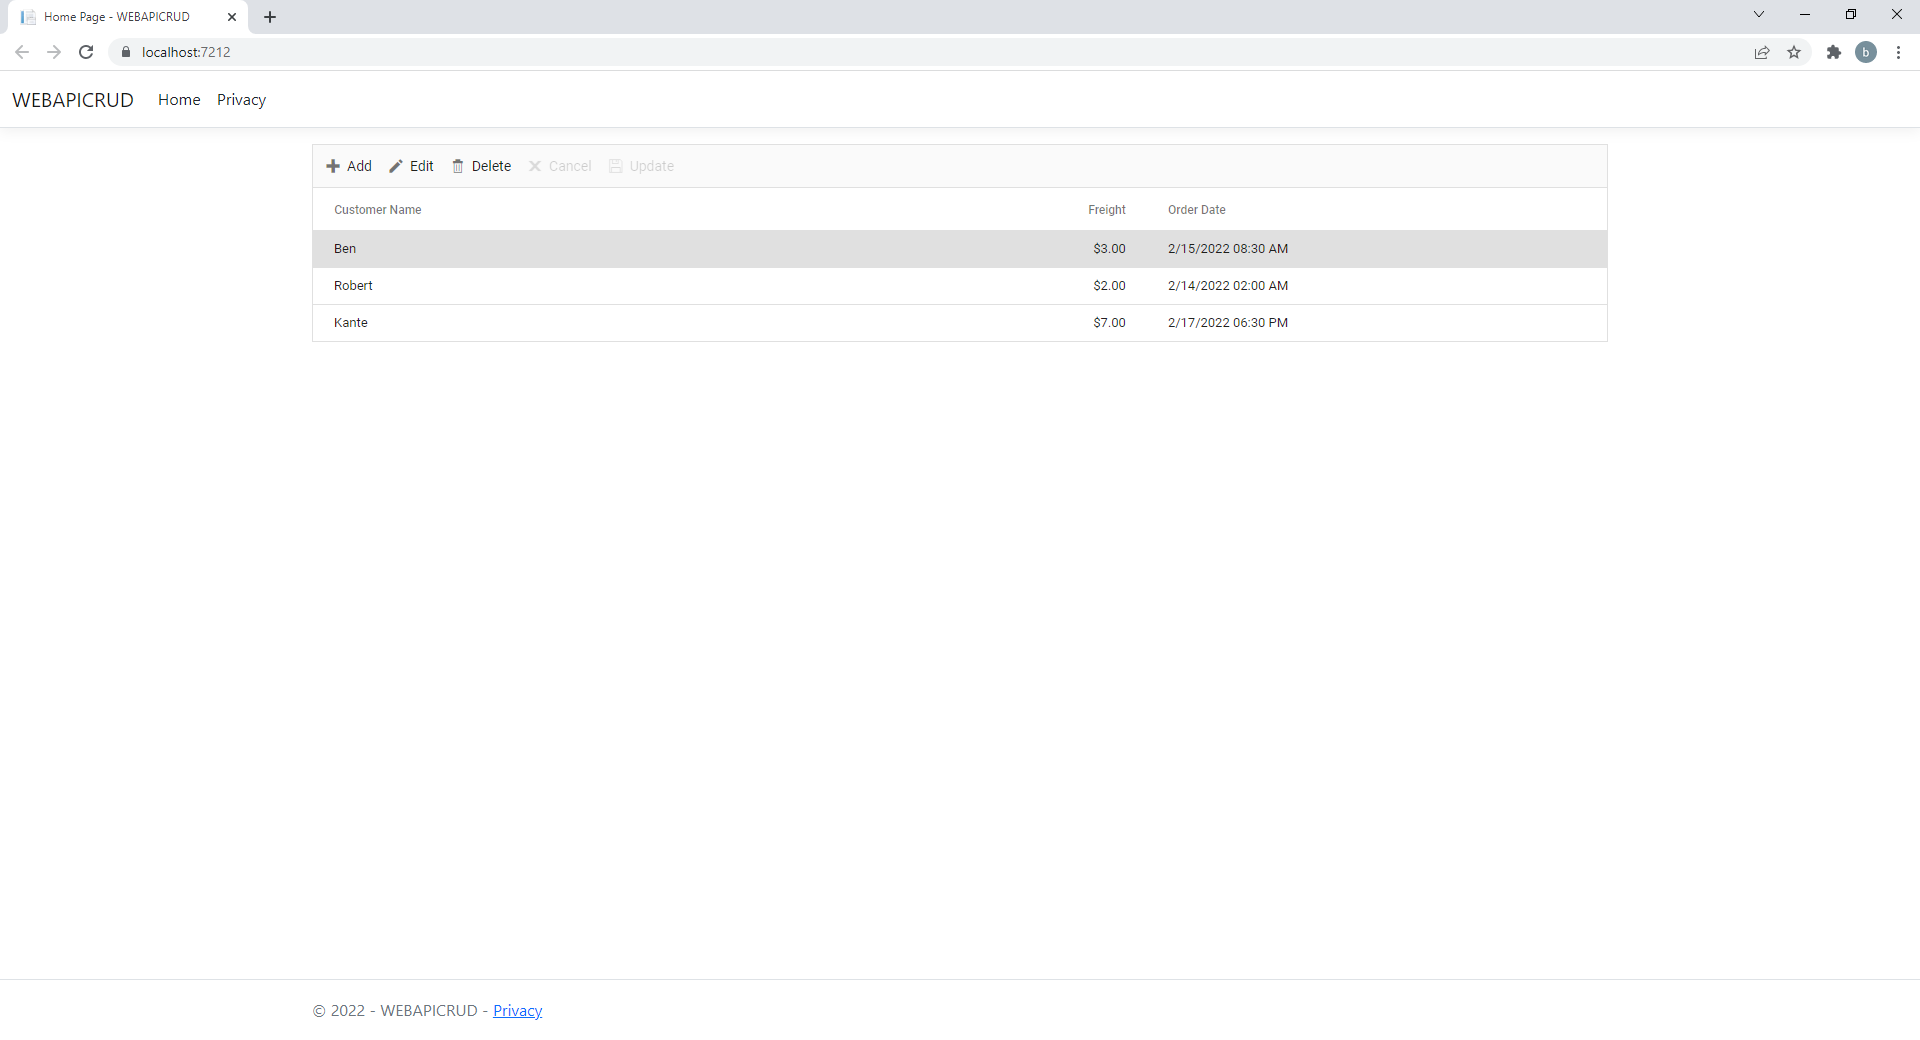 Home Page - WEBAPICRUD
localhost:7212
b
WEBAPICRUD Home Privacy
Add Edit Delete Cancel Update
Customer Name Freight Order Date
Ben $3.00 2/15/2022 08:30 AM
Robert $2.00 2/14/2022 02:00 AM
Kante $7.00 2/17/2022 06:30 PM
© 2022 - WEBAPICRUD - Privacy